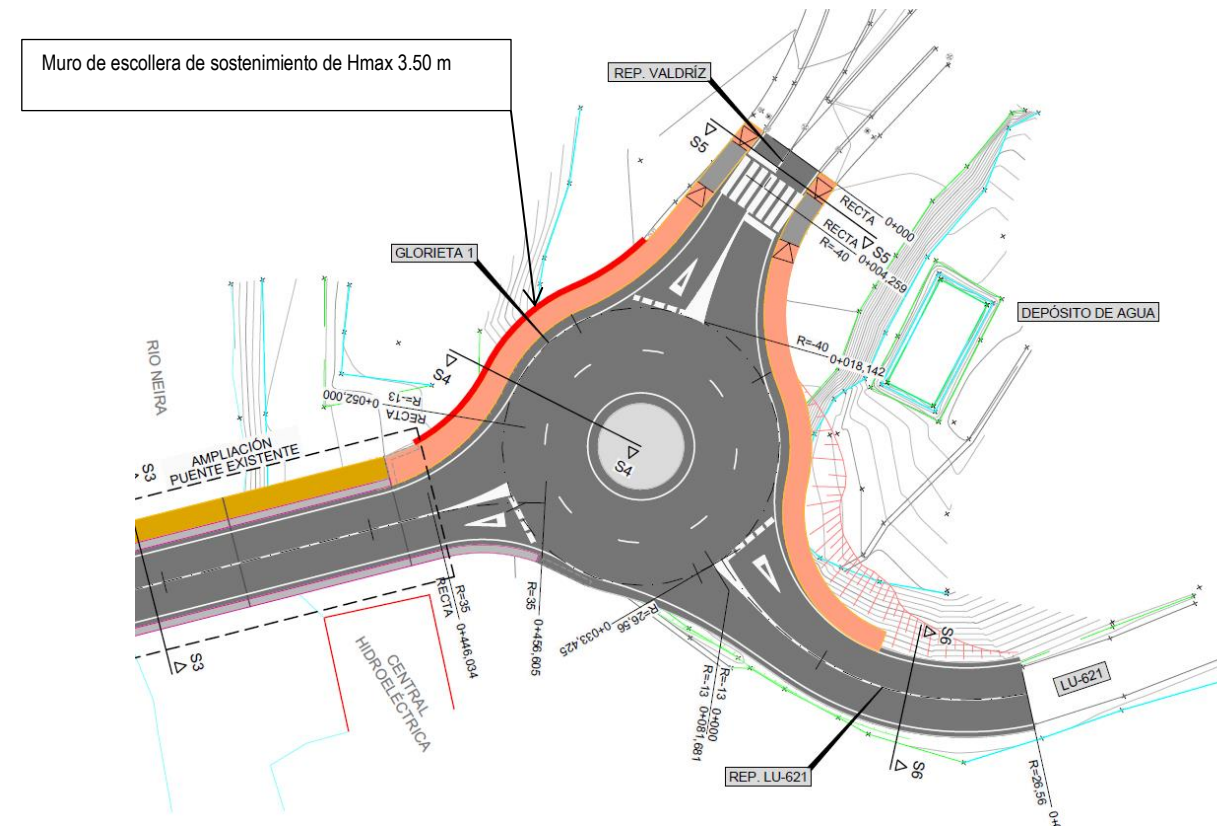 Muro de escollera de sostenimiento de Hmax 3.50 m
REP. VALDRÍZ
S5
RECTA 0+000
RECTA
R=-40 0+004,259
S5
GLORIETA 1
DEPÓSITO DE AGUA
R=-40
0+018,142
RIO NEIRA
S4
R=-13
RECTA 0+052,000
AMPLIACIÓN
PUENTE EXISTENTE
S3
S4
R=35
RECTA 0+446,034
R=35 0+456,605
R=26,56 0+033,425
R=-13 0+000
R=-13 0+081,681
S6
LU-621
S3
CENTRAL
HIDROELÉCTRICA
REP. LU-621
S6
R=26,56